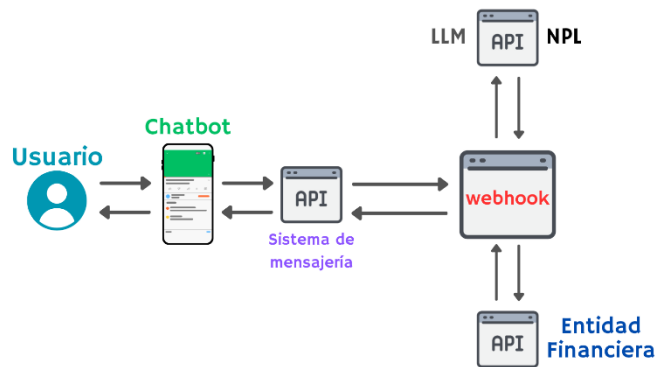 LLM
API
NPL
Chatbot
Usuario
API
webhook
Sistema de
mensajería
API
Entidad
Financiera